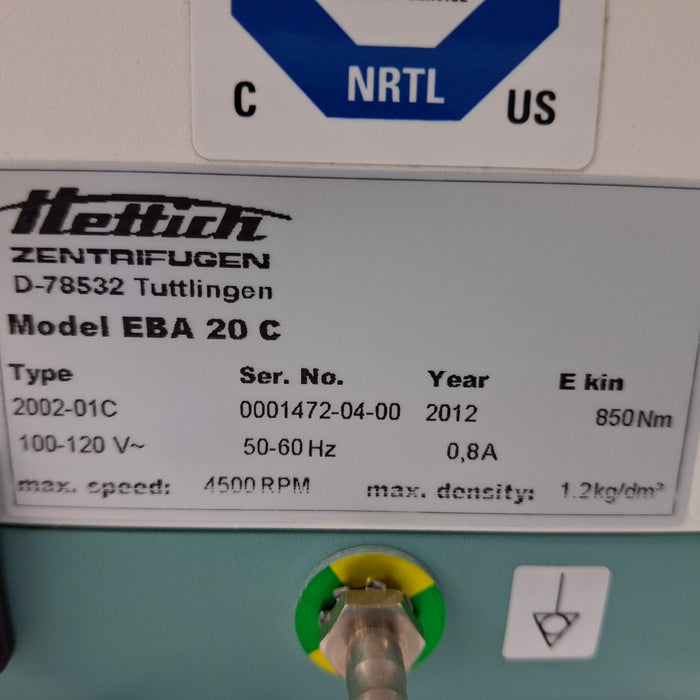 NRTL
C US
Hettich
ZENTRIFUGEN
D-78532 Tuttlingen
Model EBA 20 C
Type Ser. No. Year E kin
2002-01C 0001472-04-00 2012 850Nm
100-120 V~ 50-60 Hz 0,8A
max. speed: 4500 RPM max. density: 1.2kg/dm³